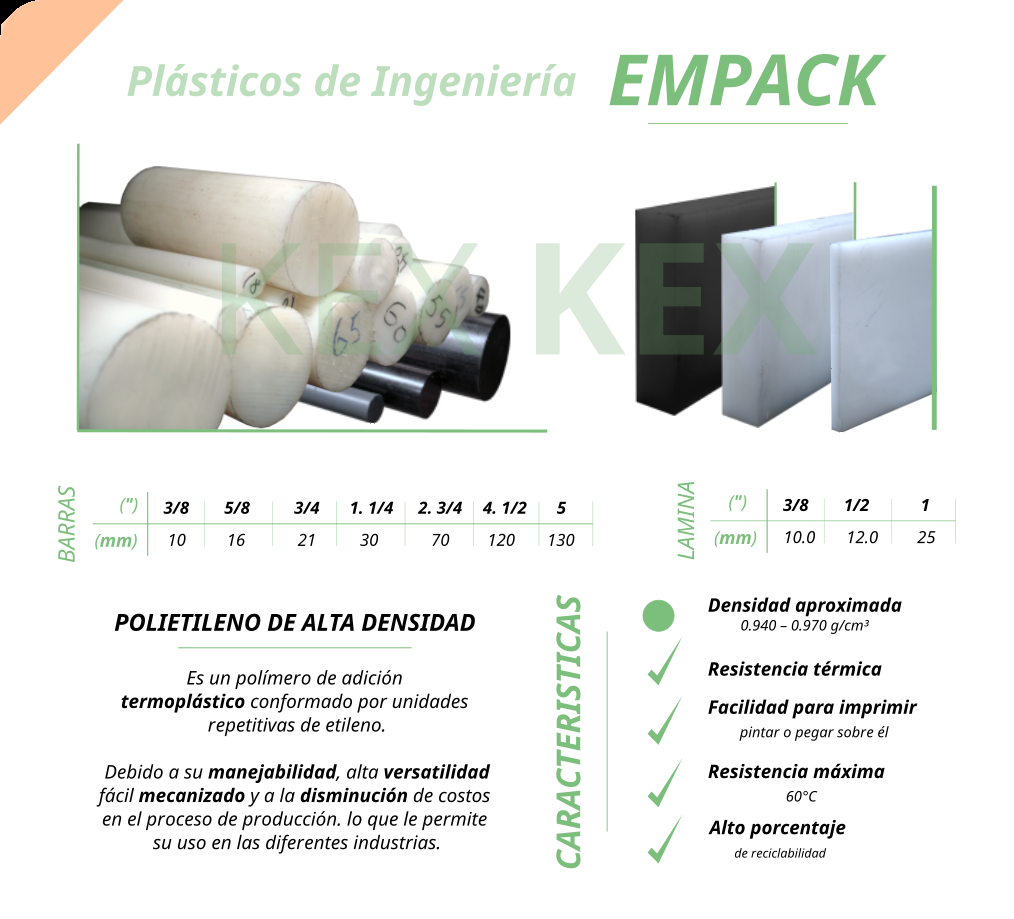 Plásticos de Ingeniería EMPACK
KEX KEX
65
60
55
BARRAS
(") 3/8 5/8 3/4 1. 1/4 2. 3/4 4. 1/2 5
(mm) 10 16 21 30 70 120 130
LAMINA
(") 3/8 1/2 1
(mm) 10.0 12.0 25
POLIETILENO DE ALTA DENSIDAD
Es un polímero de adición
termoplástico conformado por unidades
repetitivas de etileno.
Debido a su manejabilidad, alta versatilidad
fácil mecanizado y a la disminución de costos
en el proceso de producción. lo que le permite
su uso en las diferentes industrias.
CARACTERISTICAS
Densidad aproximada
0.940 – 0.970 g/cm³
Resistencia térmica
Facilidad para imprimir
pintar o pegar sobre él
Resistencia máxima
60°C
Alto porcentaje
de reciclabilidad